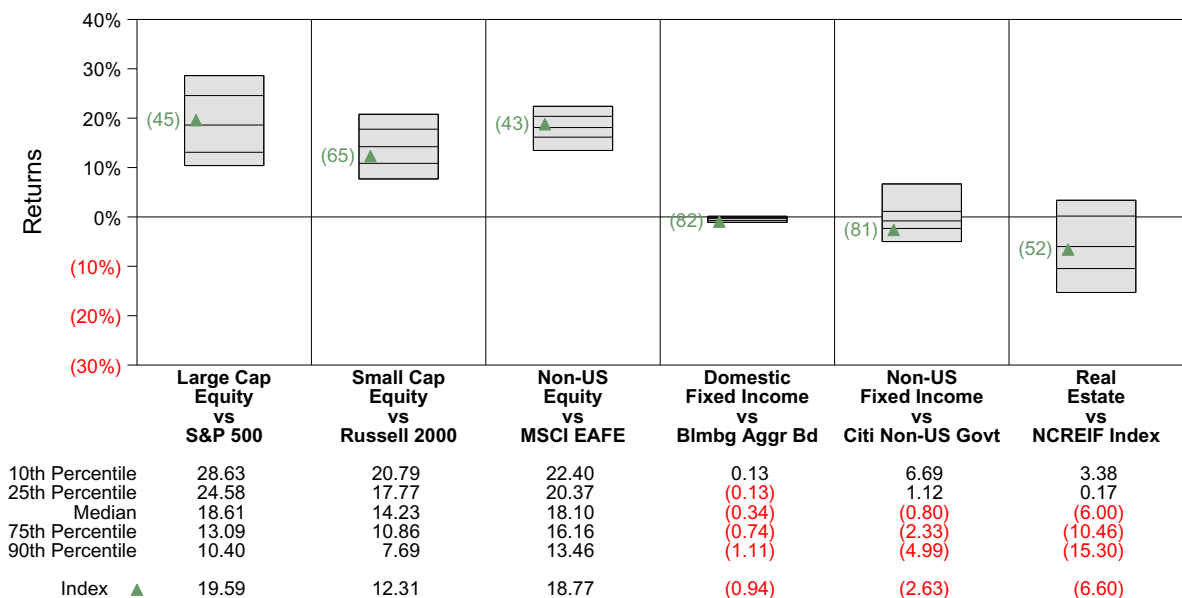 40%
30%
20%
10%
0%
(10%)
(20%)
(30%)
Returns
(45)
(65)
(43)
(82)
(81)
(52)
Large Cap
Equity
vs
S&P 500
Small Cap
Equity
vs
Russell 2000
Non-US
Equity
vs
MSCI EAFE
Domestic
Fixed Income
vs
Blmbg Aggr Bd
Non-US
Fixed Income
vs
Citi Non-US Govt
Real
Estate
vs
NCREIF Index
10th Percentile 28.63 20.79 22.40 0.13 6.69 3.38
25th Percentile 24.58 17.77 20.37 (0.13) 1.12 0.17
Median 18.61 14.23 18.10 (0.34) (0.80) (6.00)
75th Percentile 13.09 10.86 16.16 (0.74) (2.33) (10.46)
90th Percentile 10.40 7.69 13.46 (1.11) (4.99) (15.30)
Index 19.59 12.31 18.77 (0.94) (2.63) (6.60)